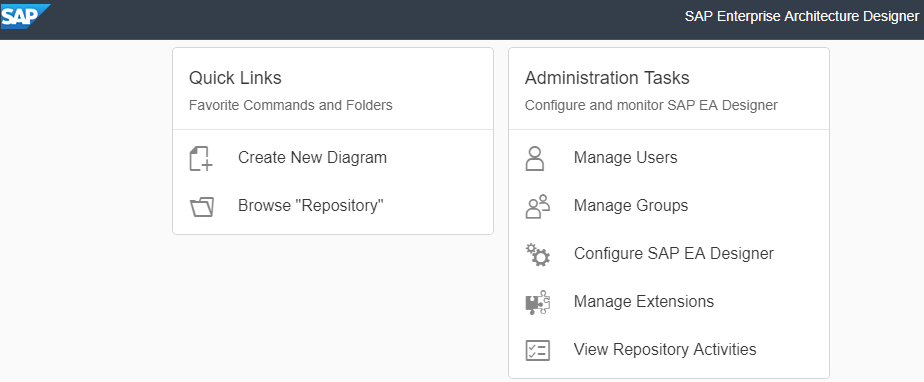 SAP
SAP Enterprise Architecture Designer
Quick Links
Favorite Commands and Folders
Create New Diagram
Browse "Repository"
Administration Tasks
Configure and monitor SAP EA Designer
Manage Users
Manage Groups
Configure SAP EA Designer
Manage Extensions
View Repository Activities